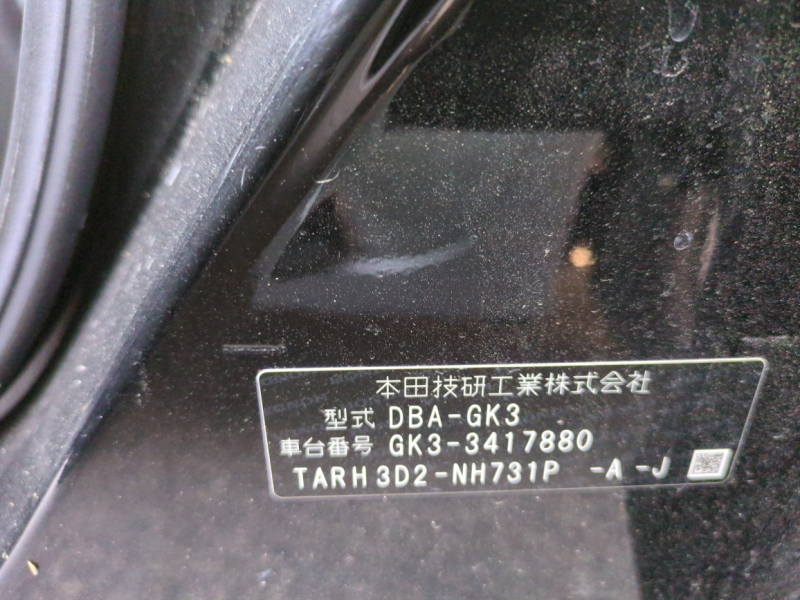 本田技研工業株式会社
型式 DBA-GK3
車台番号 GK3-3417880
TARH3D2-NH731P -A-J